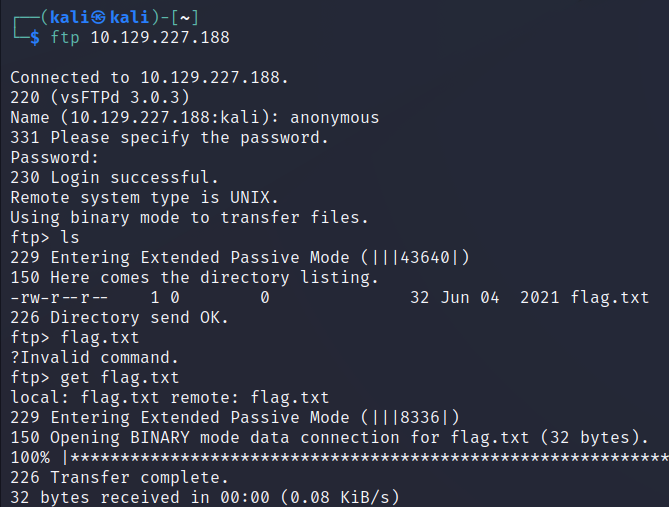 ┌──(kali㉿kali)-[~]
└─$ ftp 10.129.227.188
Connected to 10.129.227.188.
220 (vsFTPd 3.0.3)
Name (10.129.227.188:kali): anonymous
331 Please specify the password.
Password:
230 Login successful.
Remote system type is UNIX.
Using binary mode to transfer files.
ftp> ls
229 Entering Extended Passive Mode (|||43640|)
150 Here comes the directory listing.
-rw-r--r--    1 0        0              32 Jun 04  2021 flag.txt
226 Directory send OK.
ftp> flag.txt
?Invalid command.
ftp> get flag.txt
local: flag.txt remote: flag.txt
229 Entering Extended Passive Mode (|||8336|)
150 Opening BINARY mode data connection for flag.txt (32 bytes).
100% |***********************************************************
226 Transfer complete.
32 bytes received in 00:00 (0.08 KiB/s)